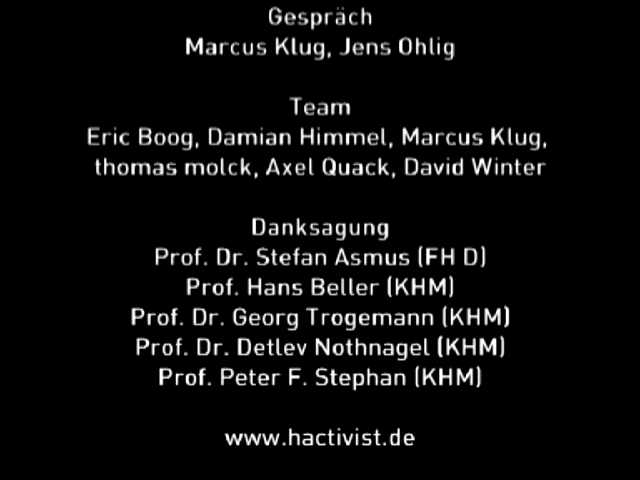 Gespräch
Marcus Klug, Jens Ohlig
Team
Eric Boog, Damian Himmel, Marcus Klug,
thomas molck, Axel Quack, David Winter
Danksagung
Prof. Dr. Stefan Asmus (FH D)
Prof. Hans Beller (KHM)
Prof. Dr. Georg Trogemann (KHM)
Prof. Dr. Detlev Nothnagel (KHM)
Prof. Peter F. Stephan (KHM)
www.hactivist.de